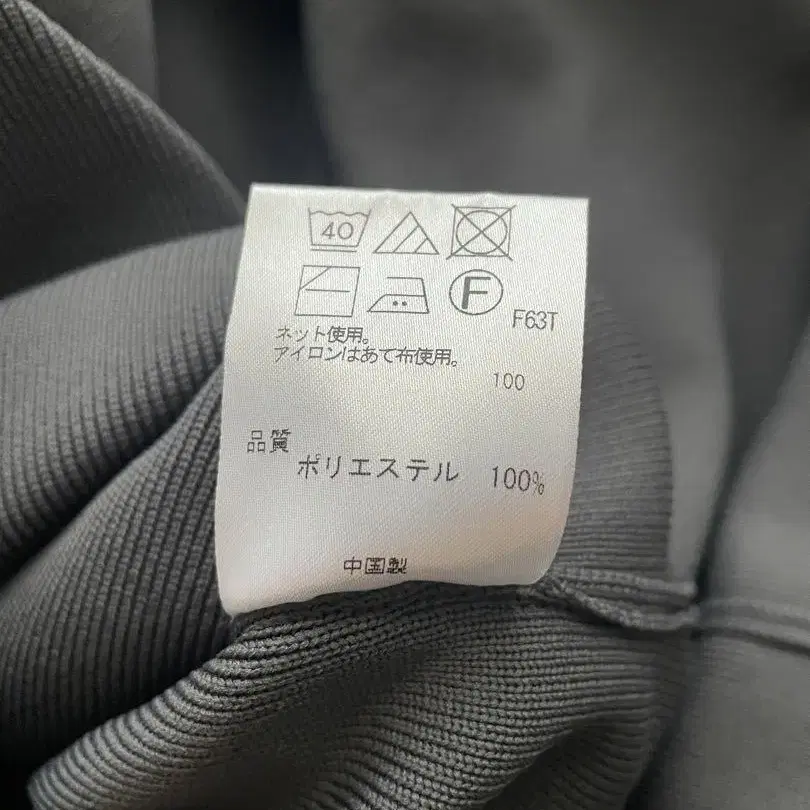 40
F F63T
ネット使用。
アイロンはあて布使用。
100
品質
ポリエステル 100%
中国製